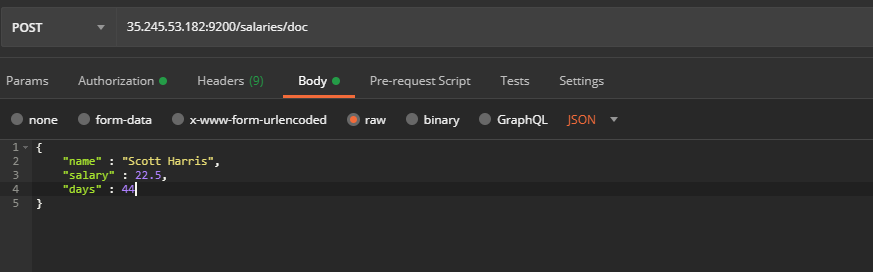 POST 35.245.53.182:9200/salaries/doc
Params Authorization Headers (9) Body Pre-request Script Tests Settings
none form-data x-www-form-urlencoded raw binary GraphQL JSON
1 {
2 "name" : "Scott Harris",
3 "salary" : 22.5,
4 "days" : 44
5 }